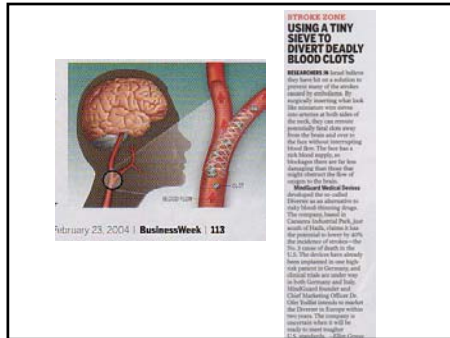 BLOOD FLOW
CLOT
February 23, 2004 | BusinessWeek | 113
STROKE ZONE
USING A TINY
SIEVE TO
DIVERT DEADLY
BLOOD CLOTS
RESEARCHERS IN Israel believe
they have hit on a solution to
prevent many of the strokes
caused by embolisms. By
surgically inserting what look
like miniature wire sieves
into arteries at both sides of
the neck, they can reroute
potentially fatal clots away
from the brain and over to
the face without interrupting
blood flow. The face has a
rich blood supply, so
blockages there are far less
damaging than those that
might obstruct the flow of
oxygen to the brain.
MindGuard Medical Devices
developed the so-called
Diverter as an alternative to
risky blood-thinning drugs.
The company, based in
Caesarea Industrial Park, just
south of Haifa, claims it has
the potential to lower by 40%
the incidence of strokes—the
No. 3 cause of death in the
U.S. The devices have already
been implanted in one high-
risk patient in Germany, and
clinical trials are under way
in both Germany and Italy.
MindGuard founder and
Chief Marketing Officer Dr.
Ofer Yodfat intends to market
the Diverter in Europe within
two years. The company is
uncertain when it will be
ready to meet tougher
U.S. standards.